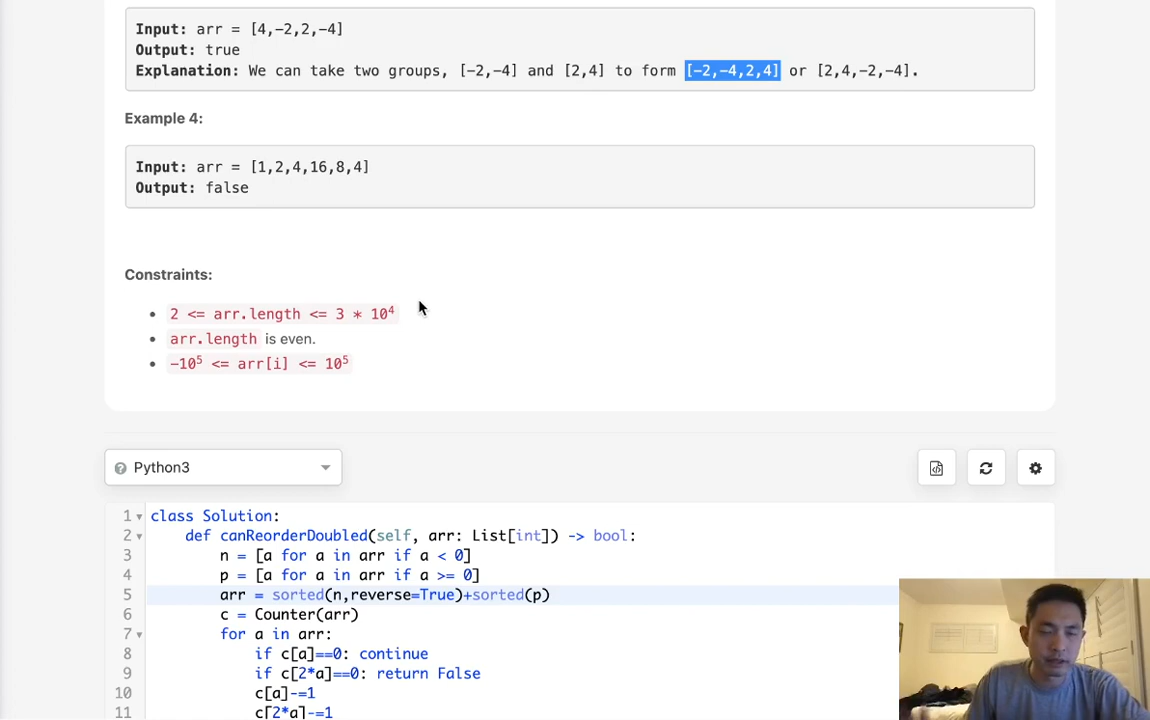 Input: arr = [4,-2,2,-4]
Output: true
Explanation: We can take two groups, [-2,-4] and [2,4] to form [-2,-4,2,4] or [2,4,-2,-4].
Example 4:
Input: arr = [1,2,4,16,8,4]
Output: false
Constraints:
• 2 <= arr.length <= 3 * 10⁴
• arr.length is even.
• -10⁵ <= arr[i] <= 10⁵
Python3
1 class Solution:
2 def canReorderDoubled(self, arr: List[int]) -> bool:
3 n = [a for a in arr if a < 0]
4 p = [a for a in arr if a >= 0]
5 arr = sorted(n,reverse=True)+sorted(p)
6 c = Counter(arr)
7 for a in arr:
8 if c[a]==0: continue
9 if c[2*a]==0: return False
10 c[a]-=1
11 c[2*a]-=1